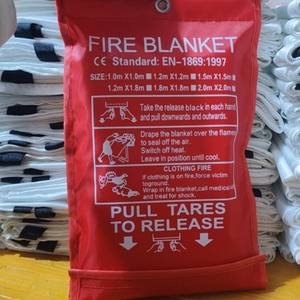 FIRE BLANKET
CE Standard: EN-1869:1997
SIZE:1.0m X1.0m■ 1.2m X1.2m■ 1.5m X1.5m■
1.2m X1.8m■ 1.8m X1.8m■ 2.0m X2.0m■
Take the release black in each hand
and pull downwards and outwards.
Drape the blanket over the flames
to seal off the air.
Switch off heat.
Leave in position until cool.
CLOTHING FIRE
if clothing is on fire,force victim
toground.
Wrap in fire blanket,call medical
and treat for shock.
PULL TARES
TO RELEASE